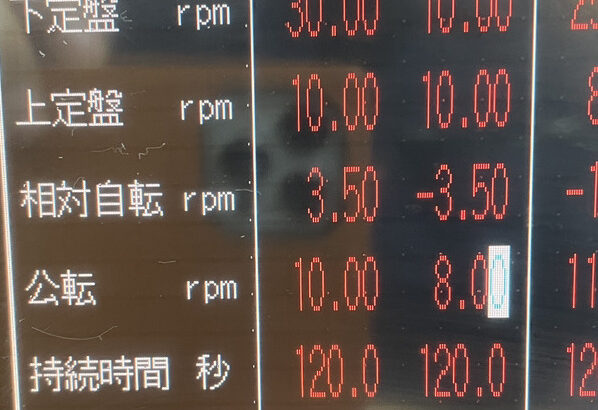 下定盤 rpm 30.00 10.00
上定盤 rpm 10.00 10.00
相対自転 rpm 3.50 -3.50
公転 rpm 10.00 8.00
持続時間 秒 120.0 120.0